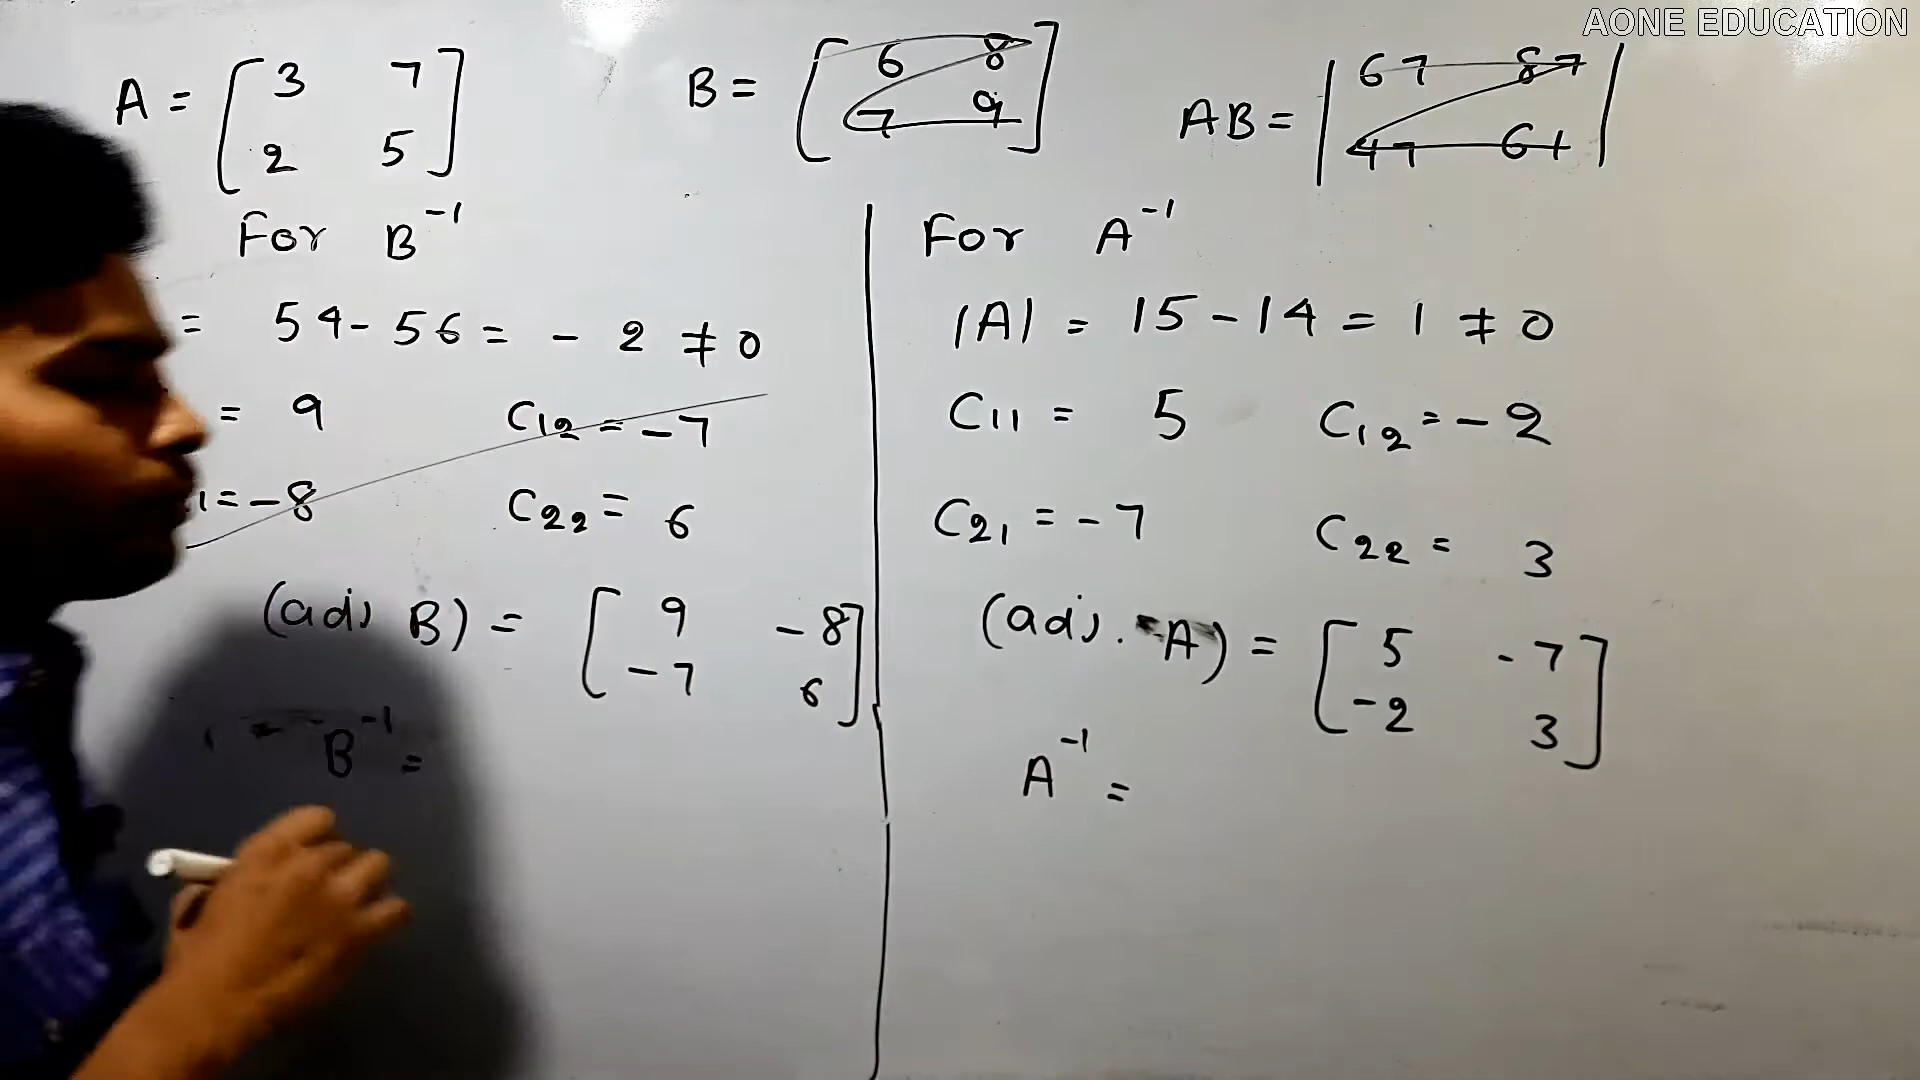 AONE EDUCATION
A = [ 3 7
2 5 ]
B = [ 6 8
7 9 ]
AB = | 67 87
47 61 |
For B⁻¹
= 54 - 56 = - 2 ≠ 0
= 9 C12 = -7
1 = -8 C22 = 6
(adj B) = [ 9 -8
-7 6 ]
B⁻¹ =
For A⁻¹
|A| = 15 - 14 = 1 ≠ 0
C11 = 5 C12 = -2
C21 = -7 C22 = 3
(adj. A) = [ 5 -7
-2 3 ]
A⁻¹ =